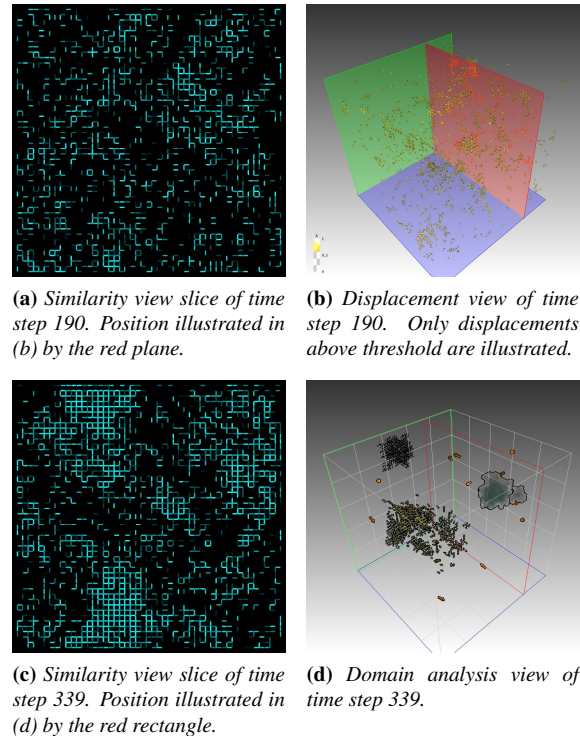 (a) Similarity view slice of time
step 190. Position illustrated in
(b) by the red plane.
(b) Displacement view of time
step 190. Only displacements
above threshold are illustrated.
(c) Similarity view slice of time
step 339. Position illustrated in
(d) by the red rectangle.
(d) Domain analysis view of
time step 339.